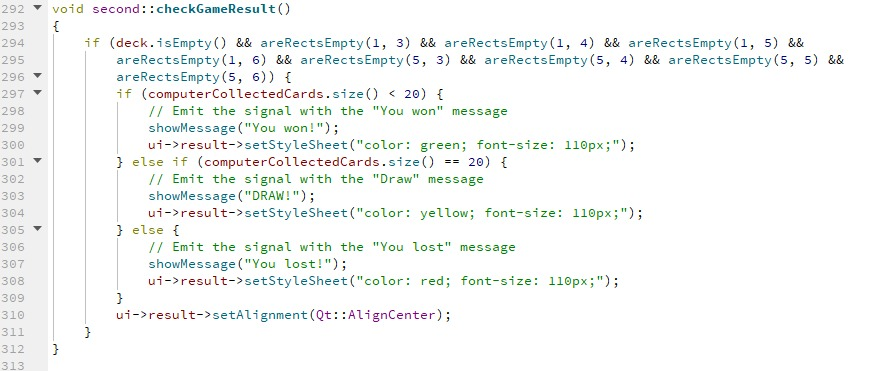 292 void second::checkGameResult()
293 {
294     if (deck.isEmpty() && areRectsEmpty(1, 3) && areRectsEmpty(1, 4) && areRectsEmpty(1, 5) &&
295         areRectsEmpty(1, 6) && areRectsEmpty(5, 3) && areRectsEmpty(5, 4) && areRectsEmpty(5, 5) &&
296         areRectsEmpty(5, 6)) {
297         if (computerCollectedCards.size() < 20) {
298             // Emit the signal with the "You won" message
299             showMessage("You won!");
300             ui->result->setStyleSheet("color: green; font-size: 110px;");
301         } else if (computerCollectedCards.size() == 20) {
302             // Emit the signal with the "Draw" message
303             showMessage("DRAW!");
304             ui->result->setStyleSheet("color: yellow; font-size: 110px;");
305         } else {
306             // Emit the signal with the "You lost" message
307             showMessage("You lost!");
308             ui->result->setStyleSheet("color: red; font-size: 110px;");
309         }
310         ui->result->setAlignment(Qt::AlignCenter);
311     }
312 }
313